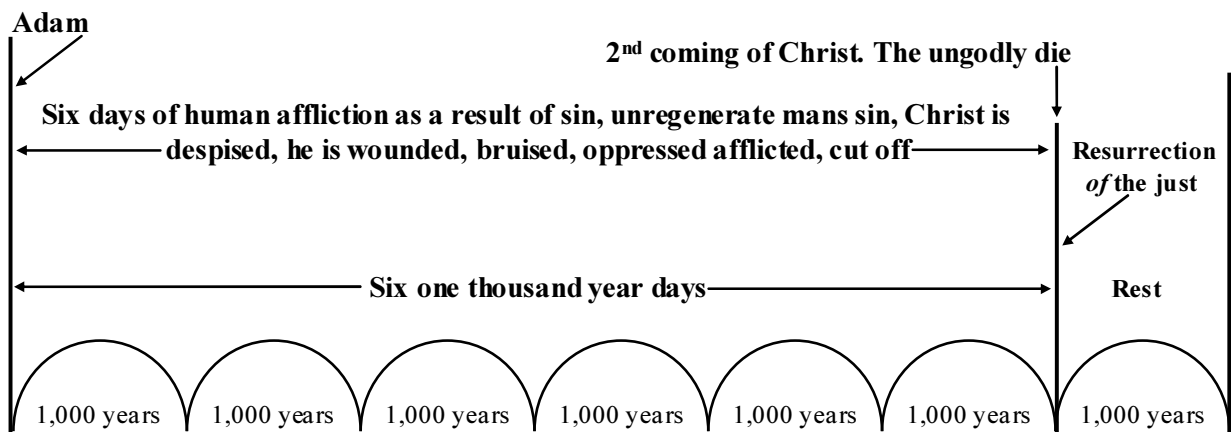 Adam
2nd coming of Christ. The ungodly die
Six days of human affliction as a result of sin, unregenerate mans sin, Christ is
despised, he is wounded, bruised, oppressed afflicted, cut off
Resurrection
of the just
Six one thousand year days
Rest
1,000 years
1,000 years
1,000 years
1,000 years
1,000 years
1,000 years
1,000 years